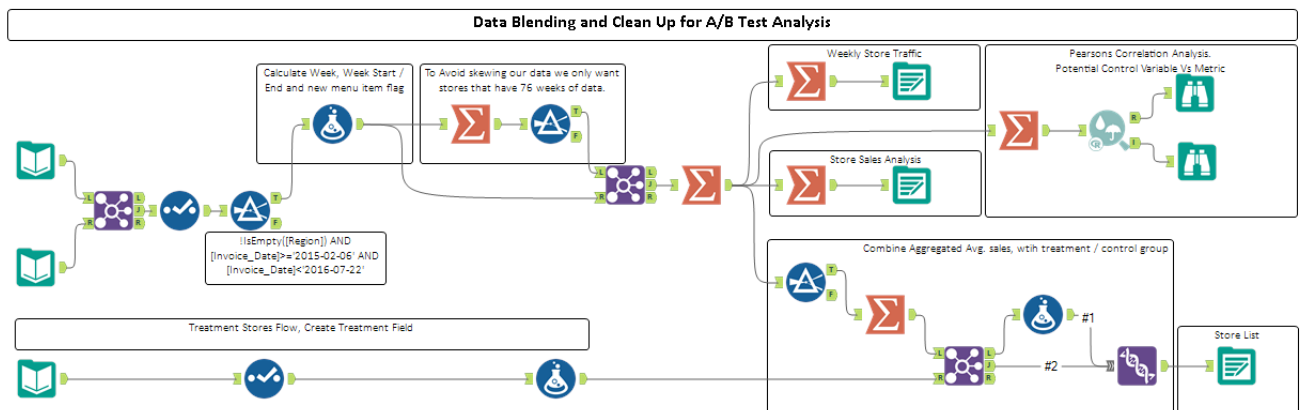 Data Blending and Clean Up for A/B Test Analysis
Calculate Week, Week Start /
End and new menu item flag
To Avoid skewing our data we only want
stores that have 76 weeks of data.
Weekly Store Traffic
Pearsons Correlation Analysis.
Potential Control Variable Vs Metric
T
F
R
I
L
R
L
J
R
L
R
L
J
R
T
F
Store Sales Analysis
!IsEmpty([Region]) AND
[Invoice_Date]>='2015-02-06' AND
[Invoice_Date]<'2016-07-22'
Combine Aggregated Avg. sales, wtih treatment / control group
T
F
Treatment Stores Flow, Create Treatment Field
#1
#2
L
R
L
J
R
Store List